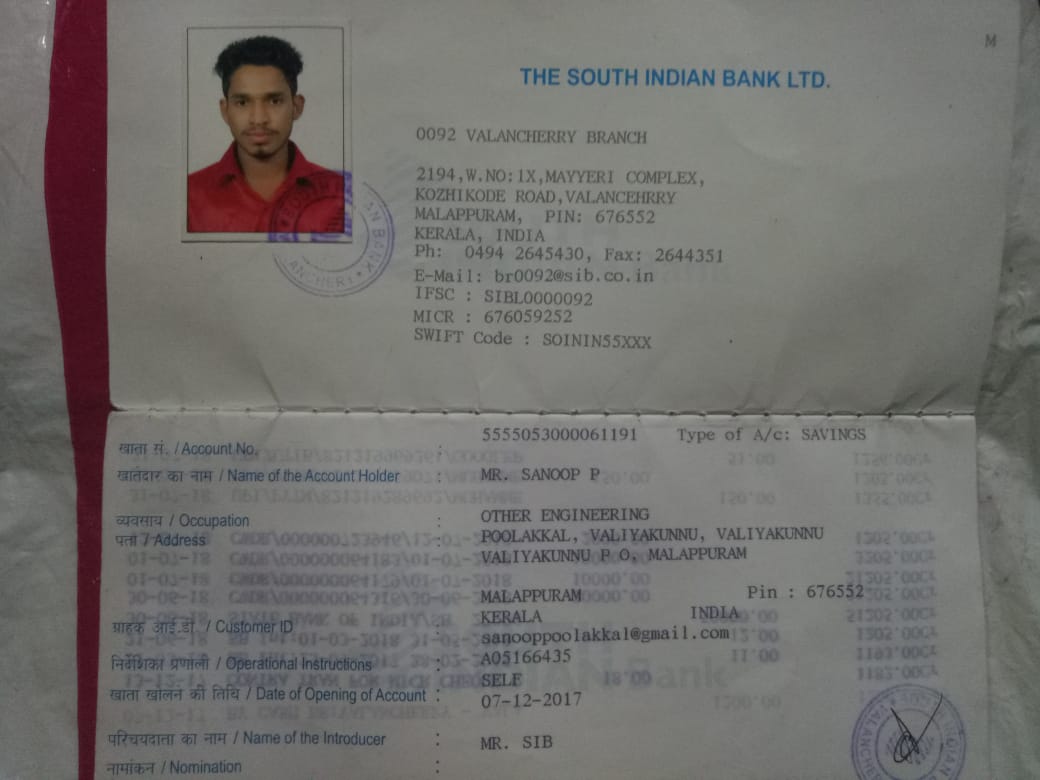 M
THE SOUTH INDIAN BANK LTD.
0092 VALANCHERRY BRANCH
2194,W.NO:1X,MAYYERI COMPLEX,
KOZHIKODE ROAD,VALANCEHRRY
MALAPPURAM, PIN: 676552
KERALA, INDIA
Ph: 0494 2645430, Fax: 2644351
E-Mail: br0092@sib.co.in
IFSC : SIBL0000092
MICR : 676059252
SWIFT Code : SOININ55XXX
खाता सं. / Account No. 5555053000061191 Type of A/c: SAVINGS
खातेदार का नाम / Name of the Account Holder : MR. SANOOP P
व्यवसाय / Occupation : OTHER ENGINEERING
पता / Address : POOLAKKAL, VALIYAKUNNU, VALIYAKUNNU
VALIYAKUNNU P O, MALAPPURAM
MALAPPURAM Pin : 676552
KERALA INDIA
ग्राहक आई.डी. / Customer ID : sanooppoolakkal@gmail.com
निर्देशिका प्रणाली / Operational Instructions : A05166435
SELF
खाता खोलने की तिथि / Date of Opening of Account : 07-12-2017
परिचयदाता का नाम / Name of the Introducer : MR. SIB
नामांकन / Nomination :